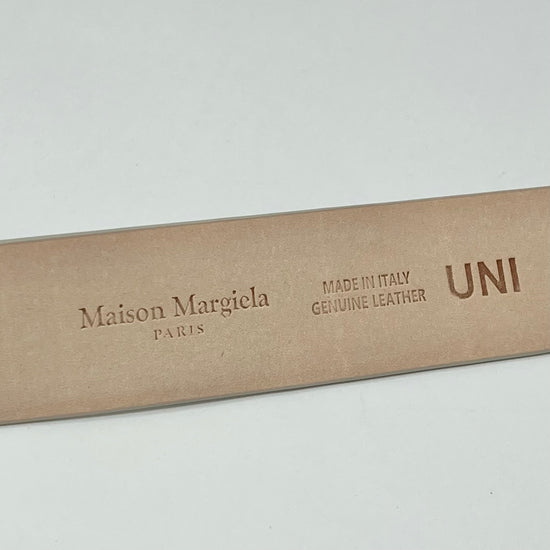 Maison Margiela
PARIS
MADE IN ITALY
GENUINE LEATHER
UNI